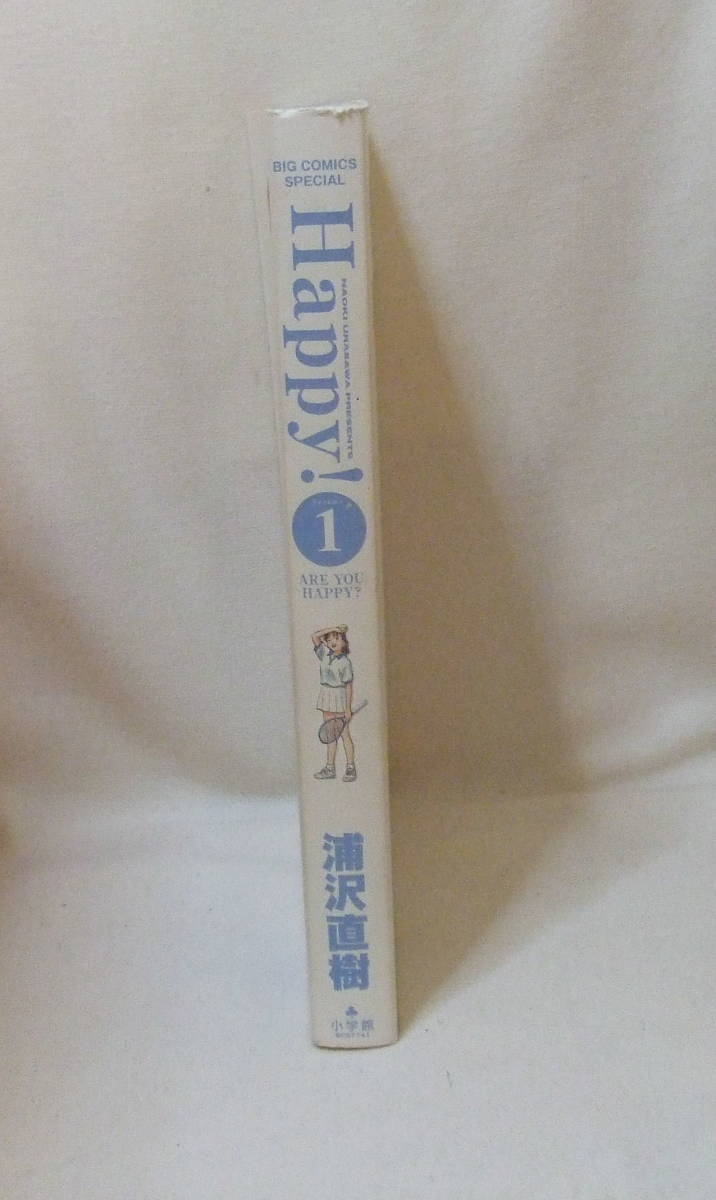 BIG COMICS
SPECIAL
Happy!
NAOKI URASAWA PRESENTS
1
ARE YOU
HAPPY?
浦沢直樹
小学館